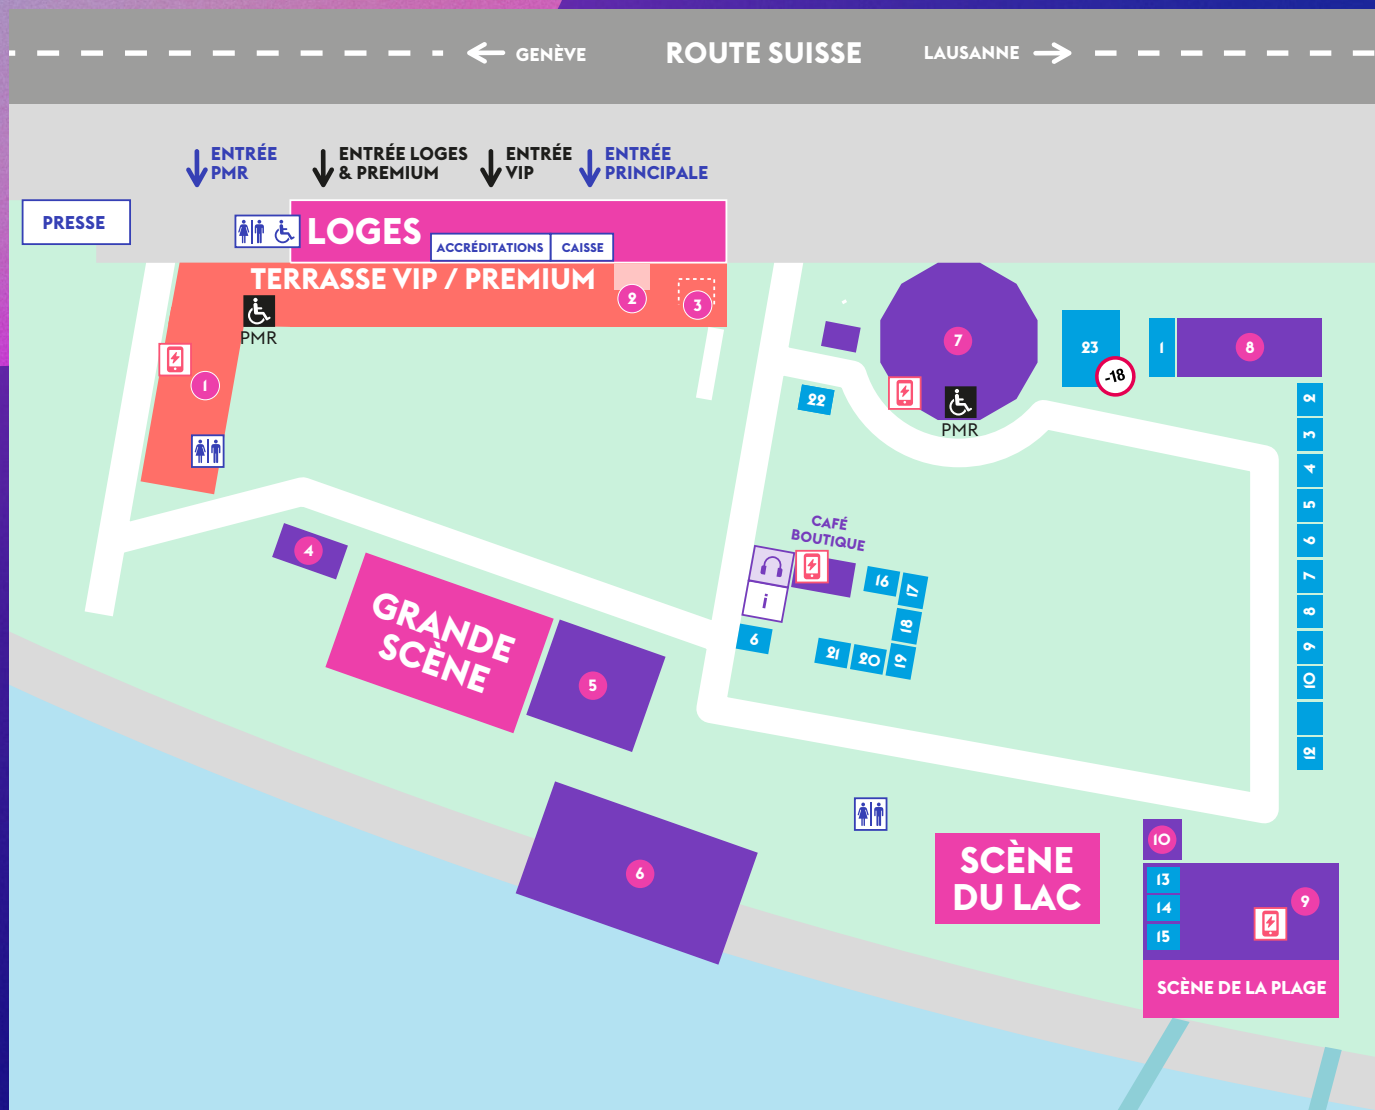 GENÈVE
ROUTE SUISSE
LAUSANNE
ENTRÉE
PMR
ENTRÉE LOGES
& PREMIUM
ENTRÉE
VIP
ENTRÉE
PRINCIPALE
PRESSE
LOGES
ACCRÉDITATIONS
CAISSE
TERRASSE VIP / PREMIUM
2
3
PMR
1
7
PMR
23
-18
1
8
22
2
3
4
5
6
7
8
9
10
12
4
GRANDE
SCÈNE
5
CAFÉ
BOUTIQUE
i
6
16
17
18
19
20
21
6
SCÈNE
DU LAC
10
13
14
15
9
SCÈNE DE LA PLAGE